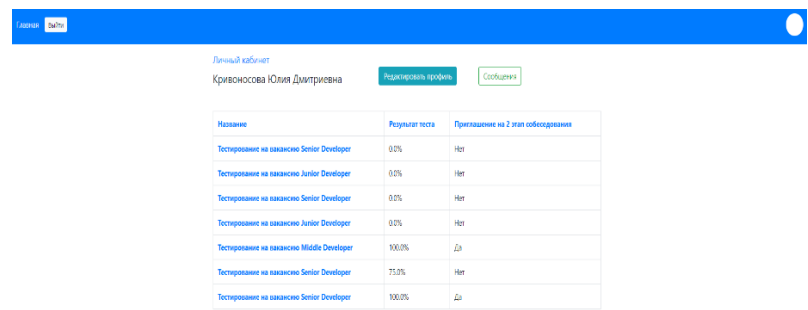 Главная Выйти
Личный кабинет
Кривоносова Юлия Дмитриевна Редактировать профиль Сообщения
Название Результат теста Приглашение на 2 этап собеседования
Тестирование на вакансию Senior Developer 0.0% Нет
Тестирование на вакансию Junior Developer 0.0% Нет
Тестирование на вакансию Senior Developer 0.0% Нет
Тестирование на вакансию Junior Developer 0.0% Нет
Тестирование на вакансию Middle Developer 100.0% Да
Тестирование на вакансию Senior Developer 75.0% Нет
Тестирование на вакансию Senior Developer 100.0% Да